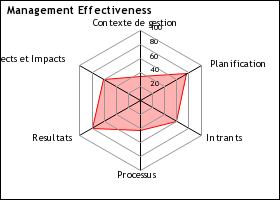 Management Effectiveness
Contexte de gestion
100
80
60
40
20
Planification
ects et Impacts
Resultats
Intrants
Processus